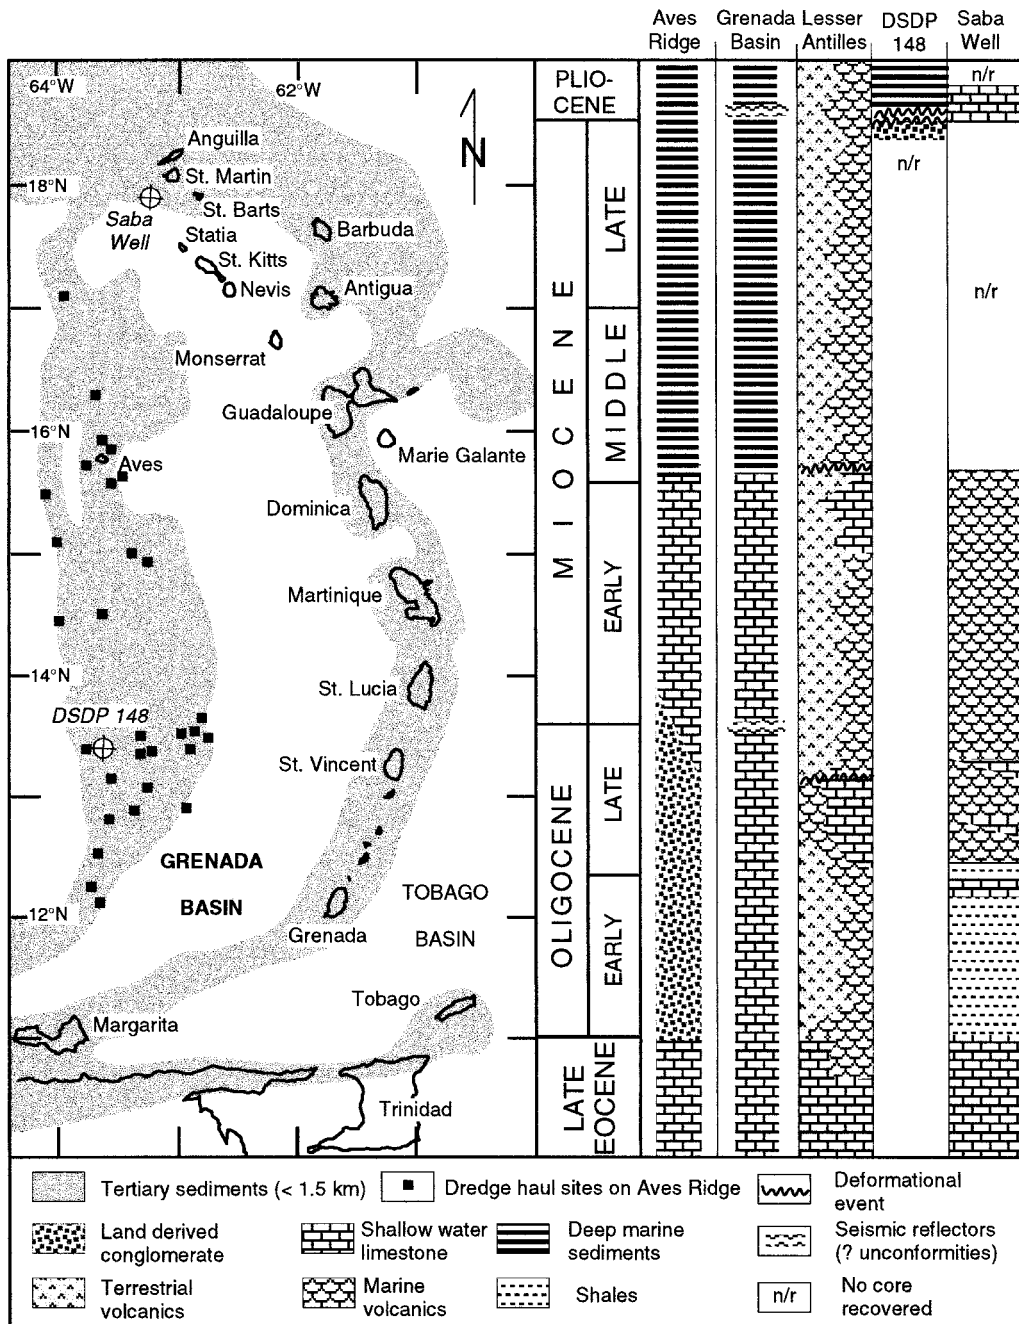 Aves
Ridge
Grenada
Basin
Lesser
Antilles
DSDP
148
Saba
Well
64°W
62°W
N
Anguilla
18°N
St. Martin
Saba
Well
St. Barts
Statia
Barbuda
St. Kitts
Nevis
Antigua
Monserrat
Guadaloupe
16°N
Marie Galante
Aves
Dominica
Martinique
14°N
St. Lucia
DSDP 148
St. Vincent
GRENADA
BASIN
12°N
TOBAGO
BASIN
Grenada
Tobago
Margarita
Trinidad
PLIO-
CENE
MIOCENE
LATE
MIDDLE
EARLY
OLIGOCENE
LATE
EARLY
LATE
EOCENE
n/r
n/r
n/r
Tertiary sediments (< 1.5 km)
Dredge haul sites on Aves Ridge
Deformational
event
Land derived
conglomerate
Shallow water
limestone
Deep marine
sediments
Seismic reflectors
(? unconformities)
Terrestrial
volcanics
Marine
volcanics
Shales
n/r
No core
recovered